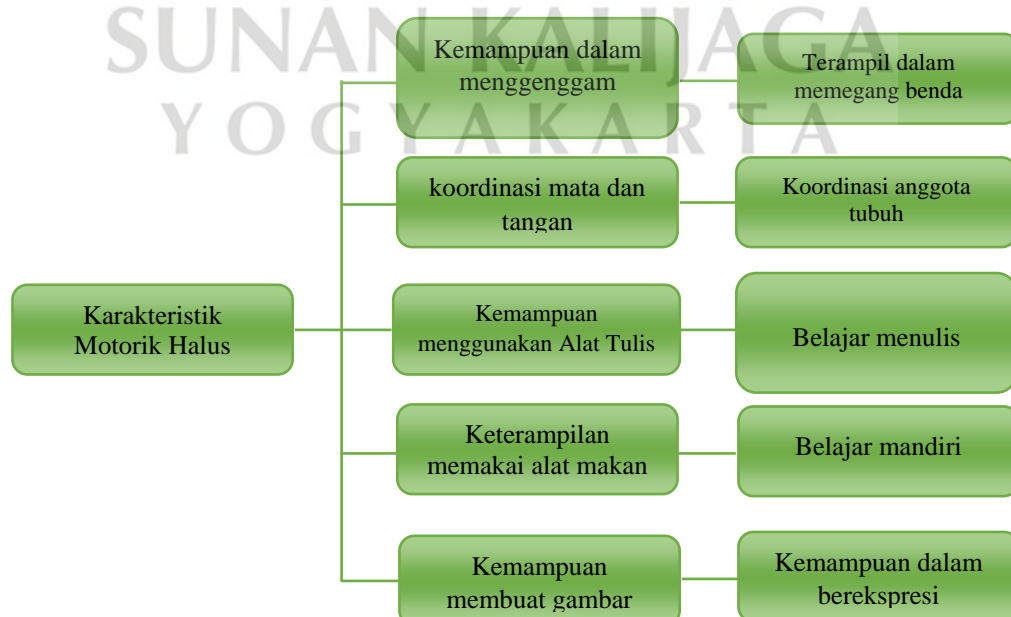 SUNAN KALIJAGA
YOGYAKARTA
Kemampuan dalam
menggenggam
Terampil dalam
memegang benda
koordinasi mata dan
tangan
Koordinasi anggota
tubuh
Karakteristik
Motorik Halus
Kemampuan
menggunakan Alat Tulis
Belajar menulis
Keterampilan
memakai alat makan
Belajar mandiri
Kemampuan
membuat gambar
Kemampuan dalam
berekspresi